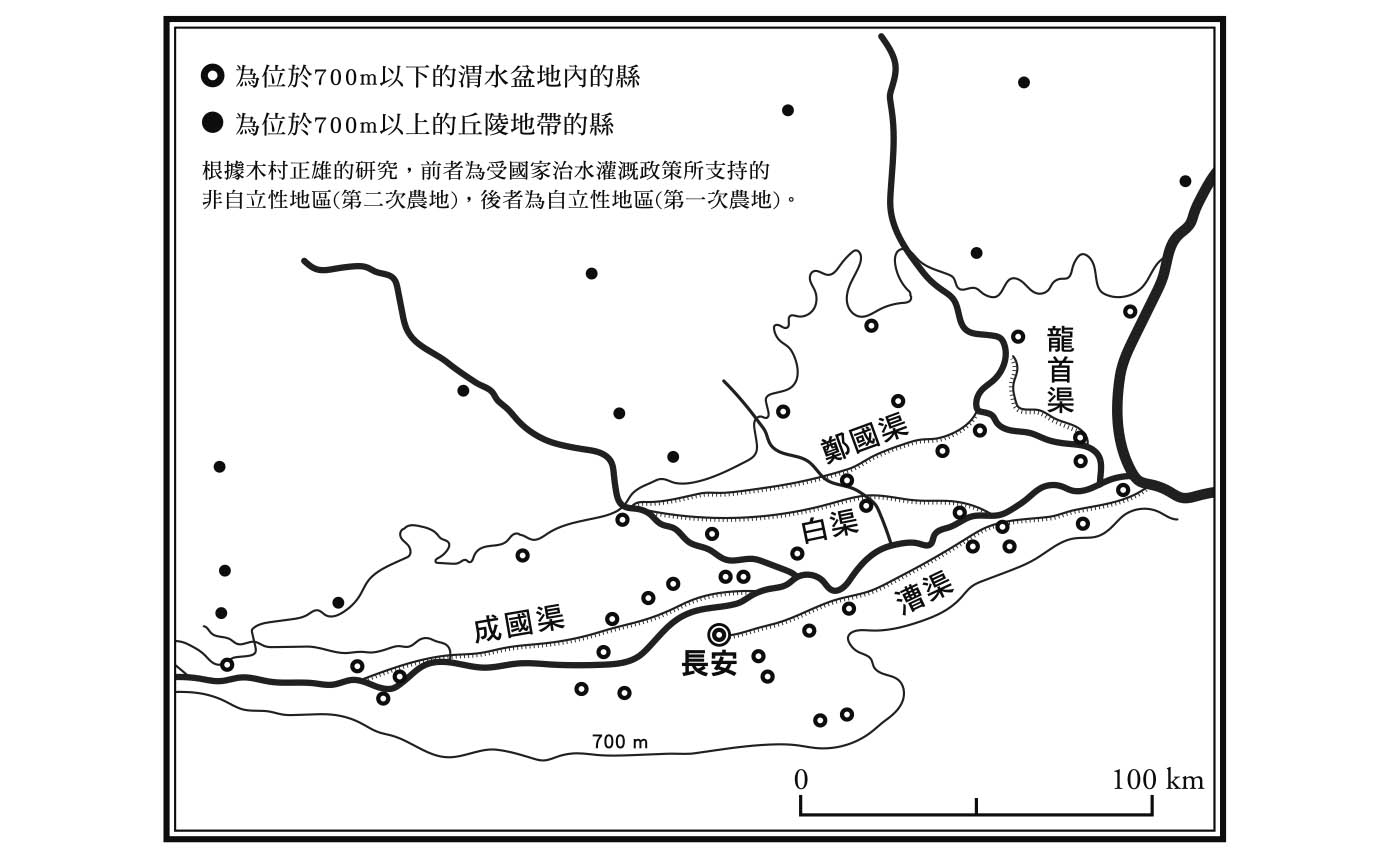 為位於700m以下的渭水盆地內的縣
為位於700m以上的丘陵地帶的縣
根據木村正雄的研究，前者為受國家治水灌溉政策所支持的
非自立性地區(第二次農地)，後者為自立性地區(第一次農地)。
龍首渠
鄭國渠
白渠
漕渠
成國渠
長安
700 m
0
100 km